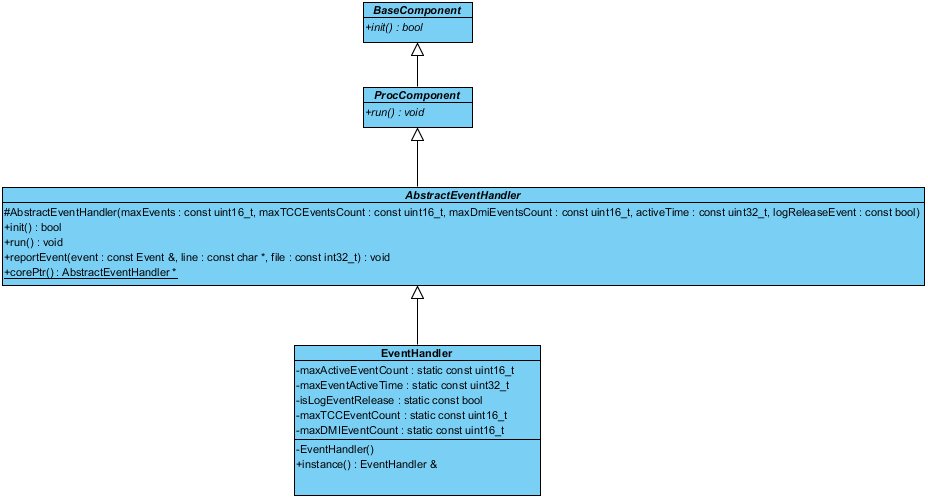 BaseComponent
+init() : bool
ProcComponent
+run() : void
AbstractEventHandler
#AbstractEventHandler(maxEvents : const uint16_t, maxTCCEventsCount : const uint16_t, maxDmiEventsCount : const uint16_t, activeTime : const uint32_t, logReleaseEvent : const bool)
+init() : bool
+run() : void
+reportEvent(event : const Event &, line : const char *, file : const int32_t) : void
+corePtr() : AbstractEventHandler *
EventHandler
-maxActiveEventCount : static const uint16_t
-maxEventActiveTime : static const uint32_t
-isLogEventRelease : static const bool
-maxTCCEventCount : static const uint16_t
-maxDMIEventCount : static const uint16_t
-EventHandler()
+instance() : EventHandler &